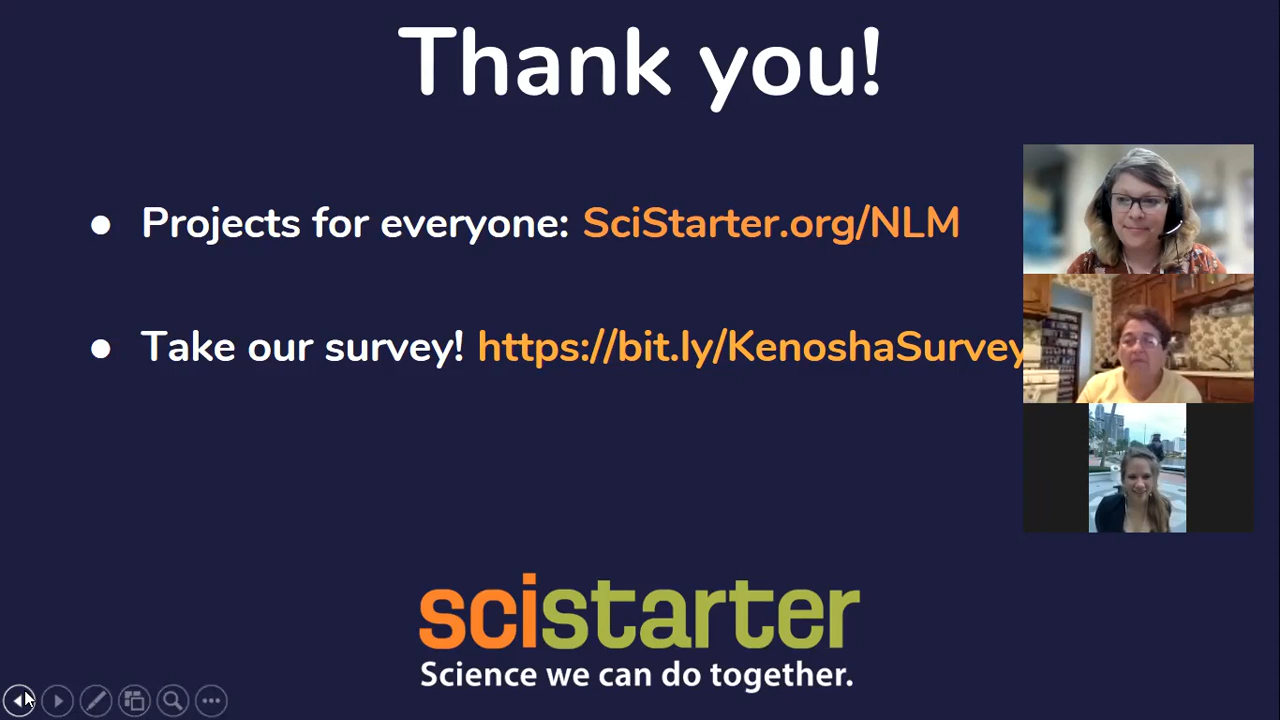 Thank you!
● Projects for everyone: SciStarter.org/NLM
● Take our survey! https://bit.ly/KenoshaSurvey
scistarter
Science we can do together.